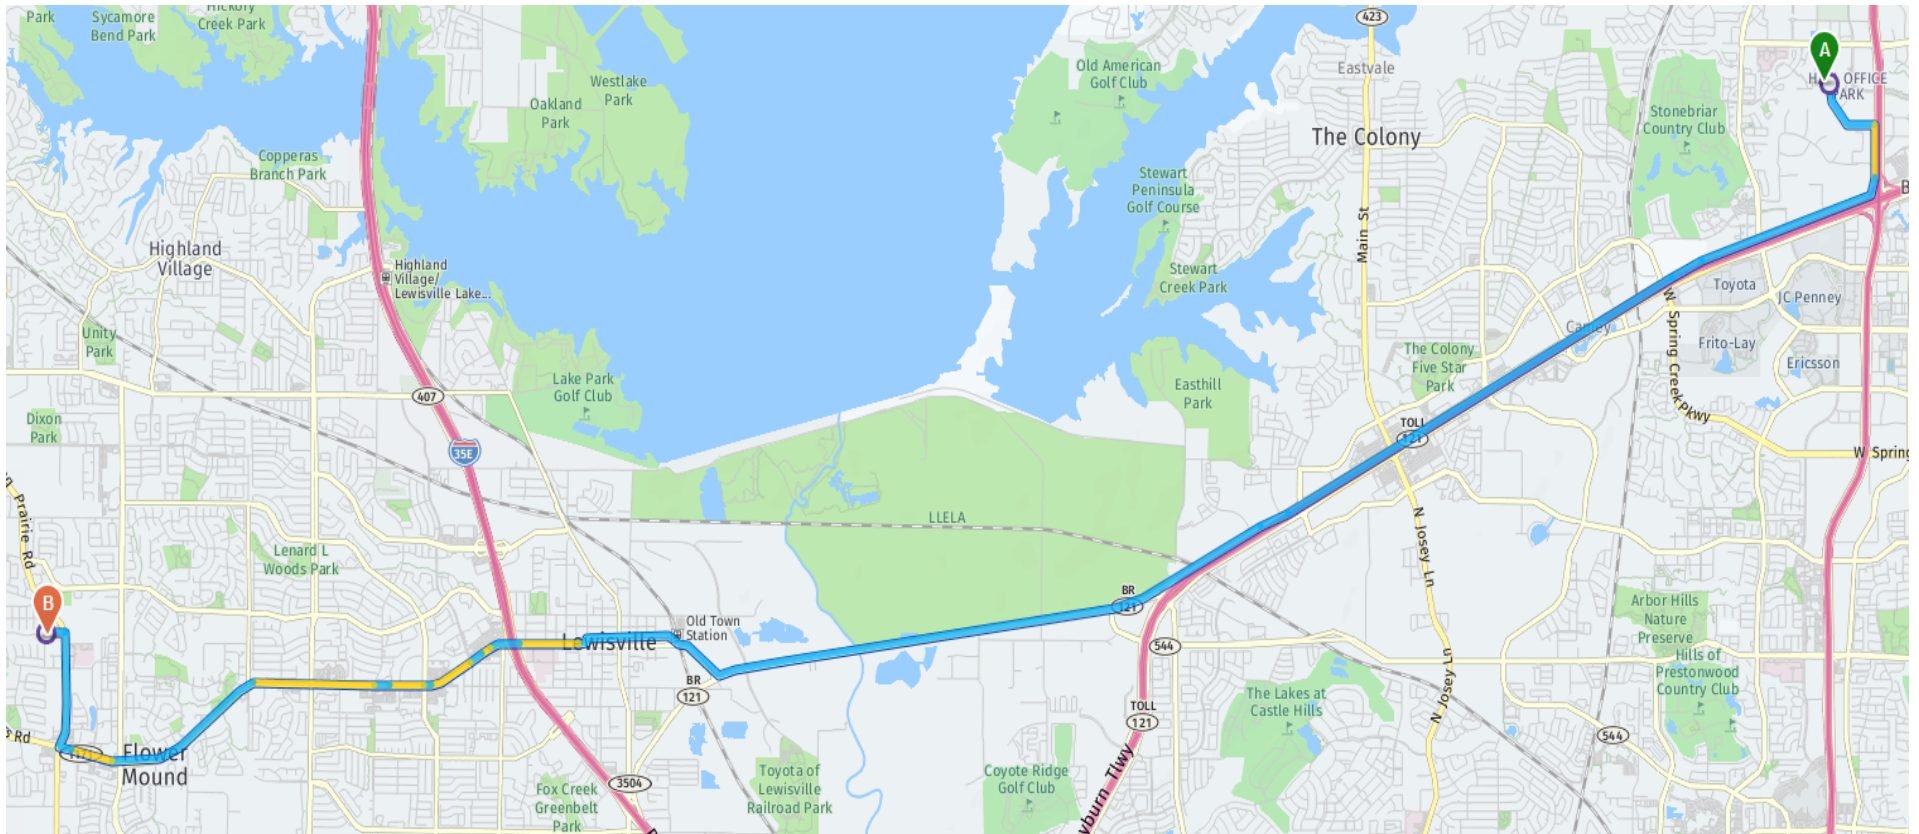 Park
Sycamore
Bend Park
Hickory
Creek Park
423
Eastvale
A
OFFICE
ARK
Westlake
Park
Oakland
Park
Old American
Golf Club
Stonebriar
Country Club
The Colony
Copperas
Branch Park
Stewart
Peninsula
Golf Course
B
Main St
Highland
Village
Highland
Village/
Lewisville Lake...
Stewart
Creek Park
Toyota
JC Penney
W Spring Creek Pkwy
Unity
Park
Frito-Lay
Ericsson
The Colony
Five Star
Park
Lake Park
Golf Club
Easthill
Park
407
Dixon
Park
TOLL
121
35E
W Spring
Prairie Rd
LLELA
N Josey Ln
Lenard L
Woods Park
B
BR
121
Arbor Hills
Nature
Preserve
Old Town
Station
Lewisville
544
N Josey Ln
Hills of
Prestonwood
Country Club
BR
121
The Lakes at
Castle Hills
TOLL
121
544
Rd
Flower
Mound
yburn Tlwy
Toyota of
Lewisville
Railroad Park
Coyote Ridge
Golf Club
3504
Fox Creek
Greenbelt
Park